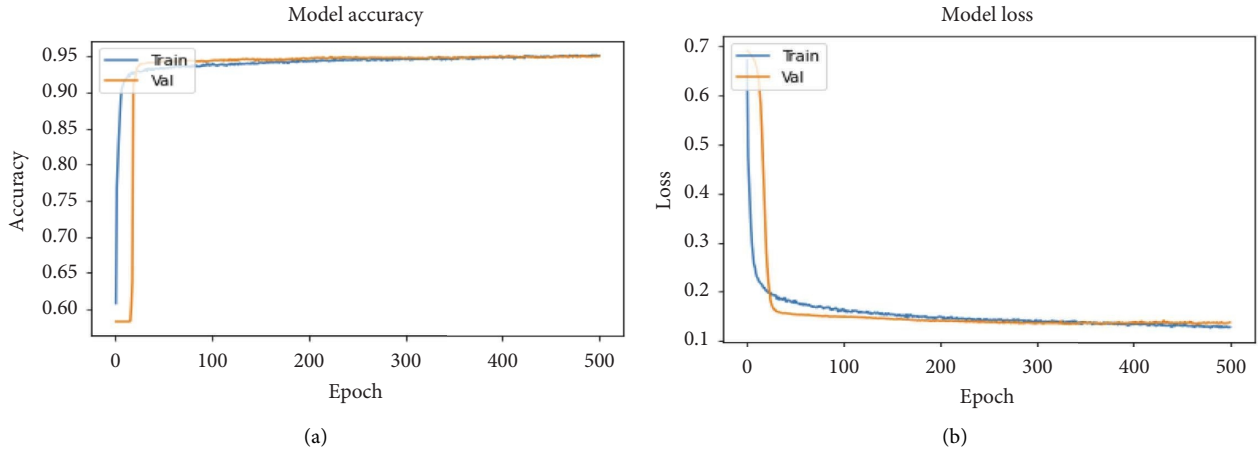 Model accuracy
0.95
0.90
0.85
0.80
0.75
0.70
0.65
0.60
Accuracy
Train
Val
0 100 200 300 400 500
Epoch
(a)
Model loss
0.7
0.6
0.5
0.4
0.3
0.2
0.1
Loss
Train
Val
0 100 200 300 400 500
Epoch
(b)